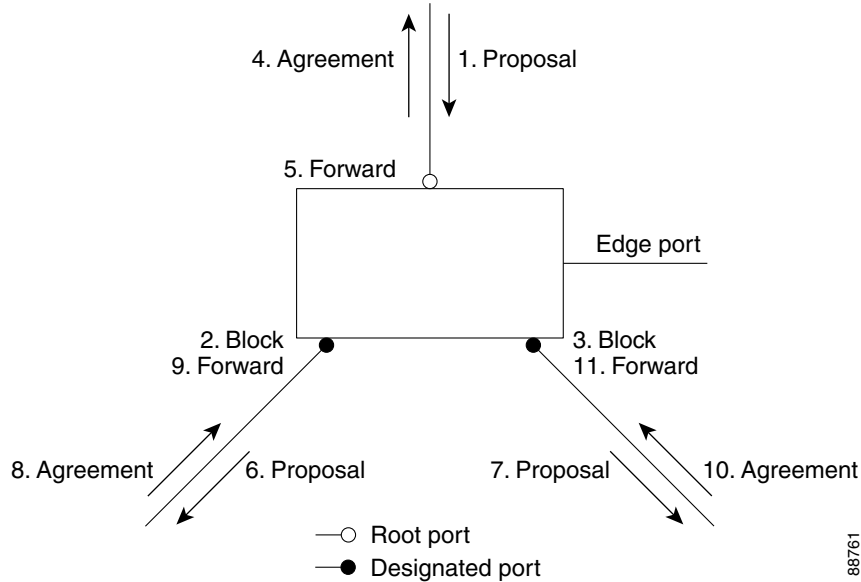 4. Agreement
1. Proposal
5. Forward
Edge port
2. Block
9. Forward
3. Block
11. Forward
8. Agreement
6. Proposal
7. Proposal
10. Agreement
Root port
Designated port
88761